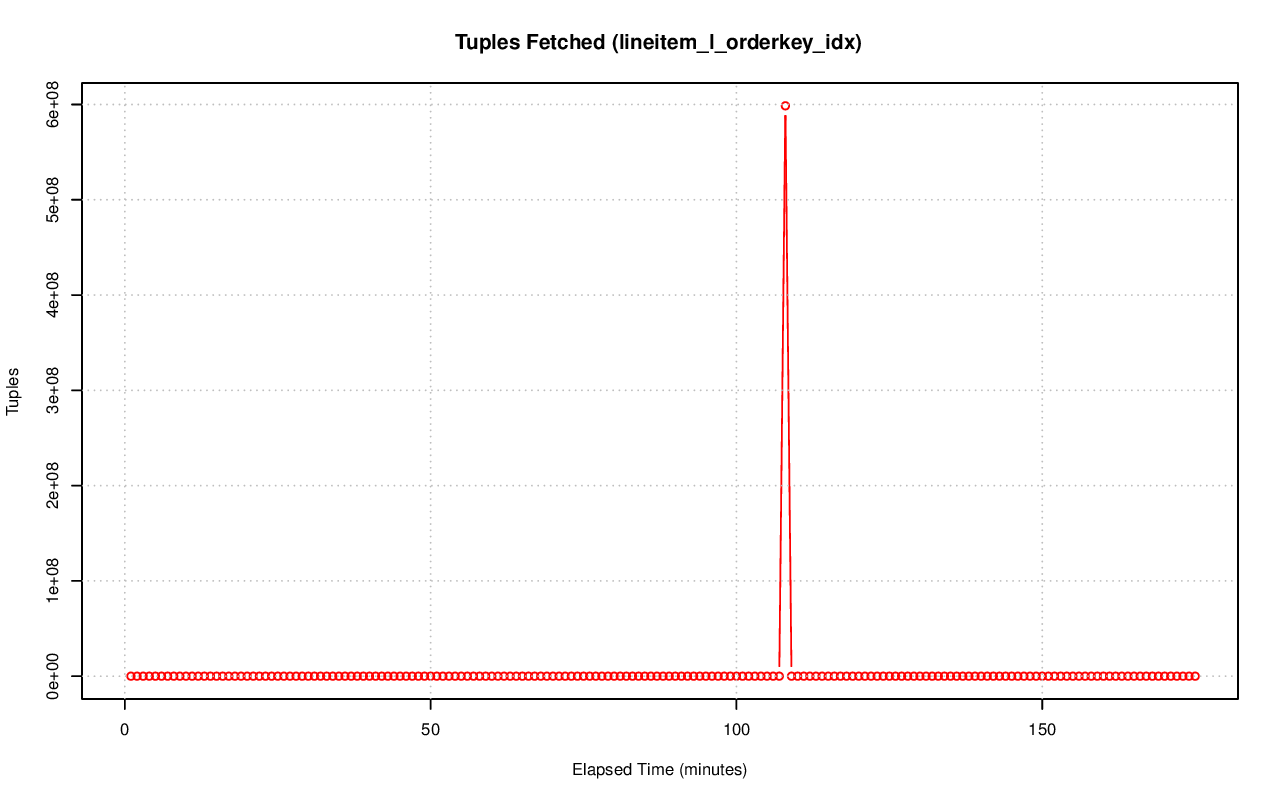 Tuples Fetched (lineitem_l_orderkey_idx)
6e+08
5e+08
4e+08
3e+08
2e+08
1e+08
0e+00
Tuples
0 50 100 150
Elapsed Time (minutes)